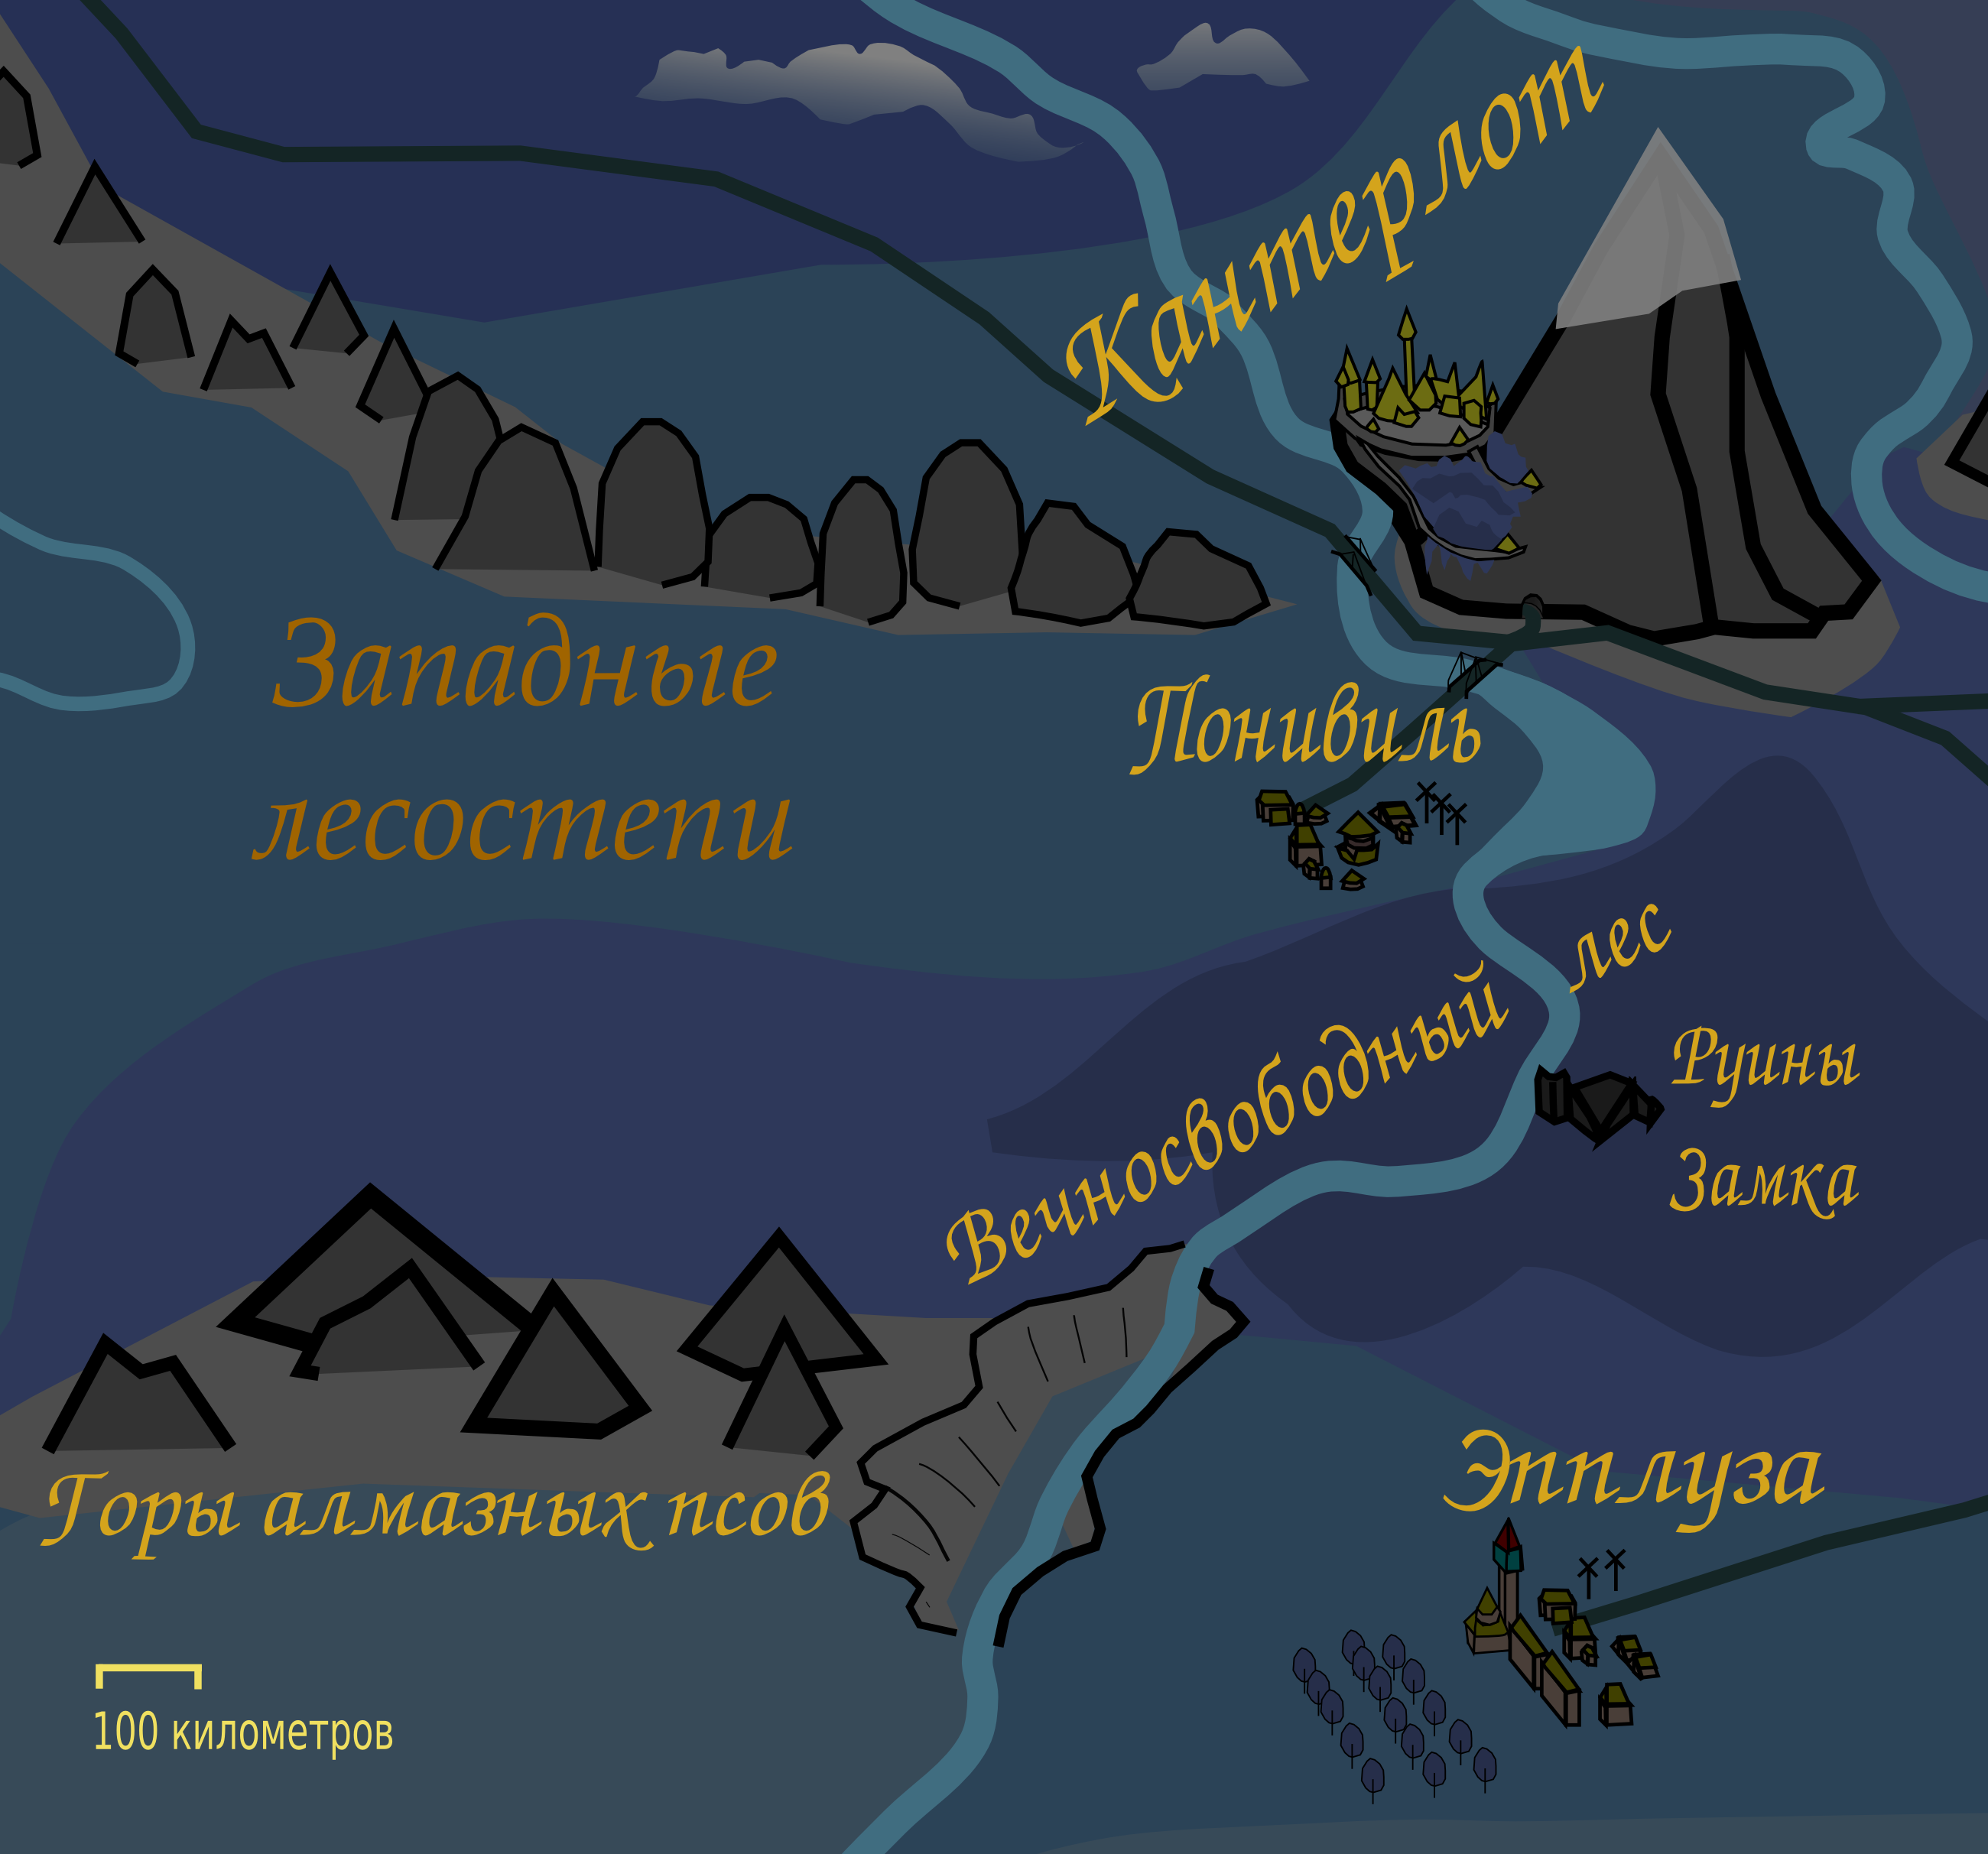 Кантерлот
Западные
лесостепи
Понивиль
Вечносвободный лес
Руины
Замка
Горы алмазных псов
Эпплуза
100 километров